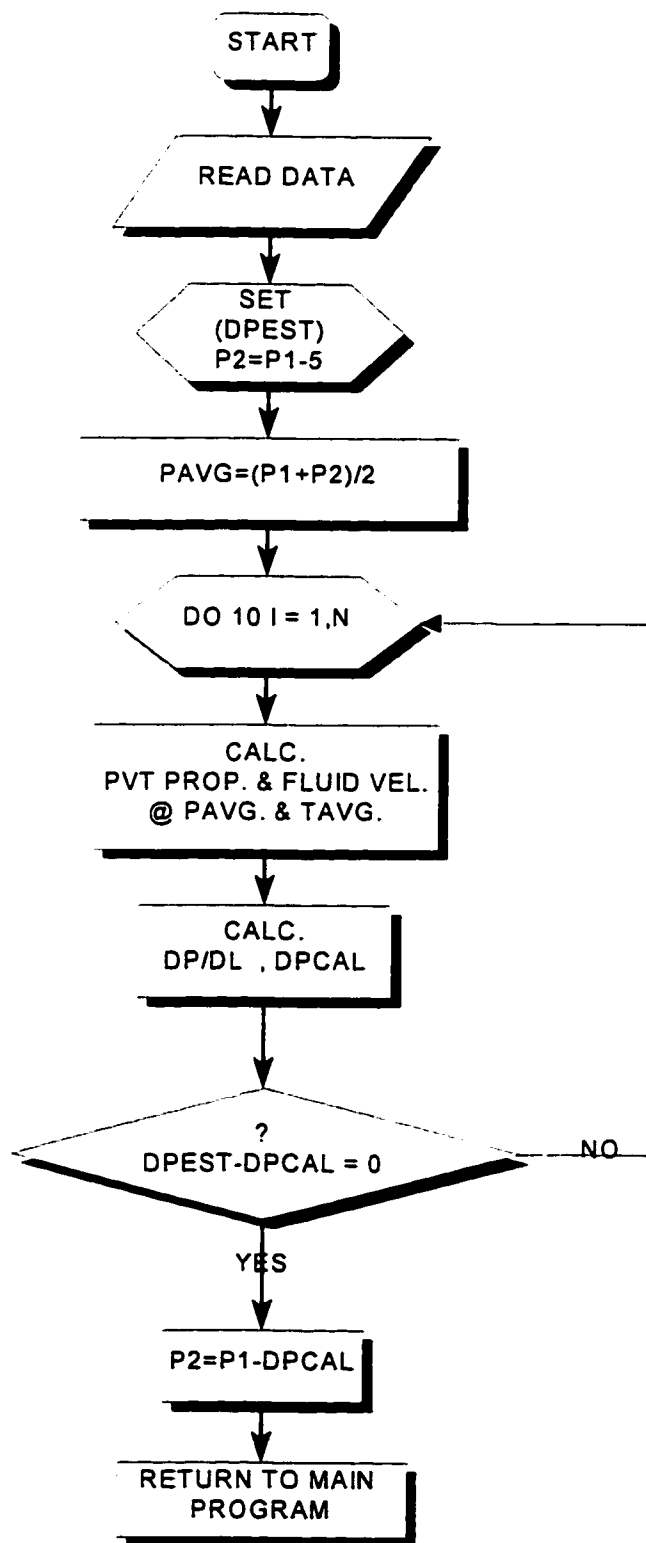 START
READ DATA
SET
(DPEST)
P2=P1-5
PAVG=(P1+P2)/2
DO 10 I = 1,N
CALC.
PVT PROP. & FLUID VEL.
@ PAVG. & TAVG.
CALC.
DP/DL , DPCAL
?
DPEST-DPCAL = 0
NO
YES
P2=P1-DPCAL
RETURN TO MAIN
PROGRAM